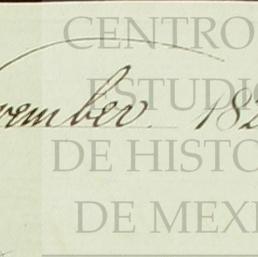 CENTRO
ESTUDIO
vember. 182
DE HISTO
DE MEXI